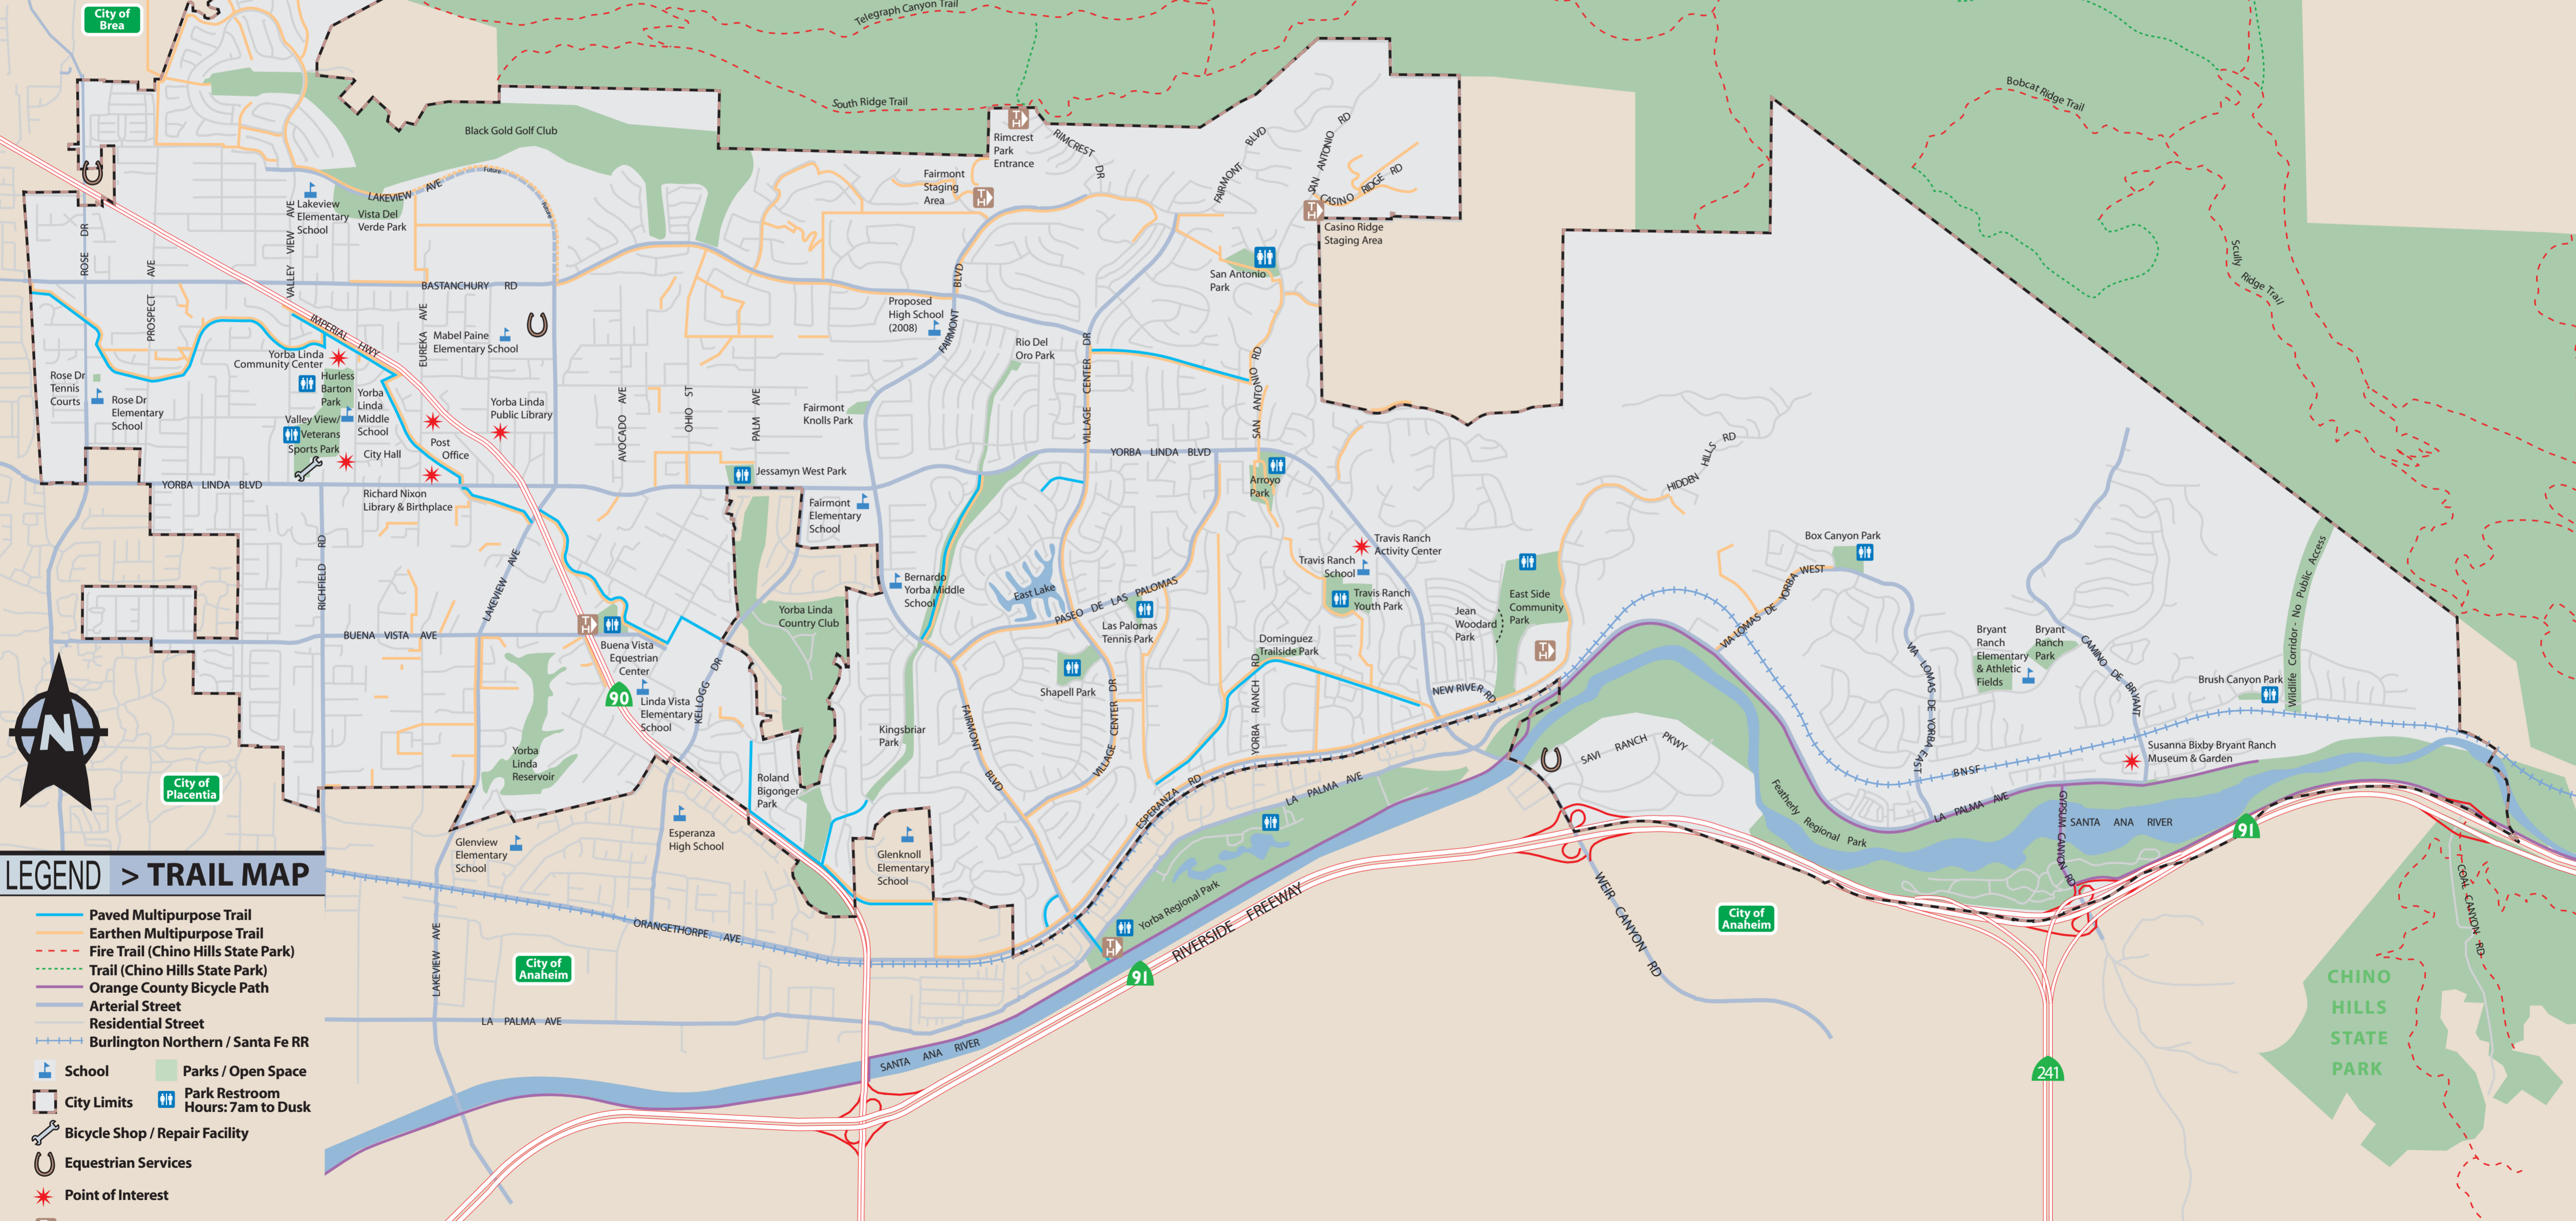 City of
Brea
Telegraph Canyon Trail
South Ridge Trail
Bobcat Ridge Trail
Scully Ridge Trail
Black Gold Golf Club
Rimcrest
Park
Entrance
RIMCREST DR
Fairmont
Staging
Area
FAIRMONT BLVD
SAN ANTONIO RD
CASINO RIDGE RD
Casino Ridge
Staging Area
LAKEVIEW AVE
Future
Future
Lakeview
Elementary
School
Vista Del
Verde Park
ROSE DR
PROSPECT AVE
VALLEY VIEW AVE
BASTANCHURY RD
San Antonio
Park
Proposed
High School
(2008)
FAIRMONT BLVD
IMPERIAL HWY
EUREKA AVE
Mabel Paine
Elementary School
Yorba Linda
Community Center
Rio Del
Oro Park
VILLAGE CENTER DR
SAN ANTONIO RD
Rose Dr
Tennis
Courts
Rose Dr
Elementary
School
Hurless
Barton
Park
Yorba
Linda
Middle
School
Valley View/
Veterans
Sports Park
City Hall
Post
Office
Yorba Linda
Public Library
AVOCADO AVE
OHIO ST
PALM AVE
Fairmont
Knolls Park
YORBA LINDA BLVD
HIDDEN HILLS RD
Jessamyn West Park
Arroyo
Park
YORBA LINDA BLVD
Richard Nixon
Library & Birthplace
Fairmont
Elementary
School
Travis Ranch
Activity Center
Travis Ranch
School
Travis Ranch
Youth Park
Box Canyon Park
RICHFIELD RD
LAKEVIEW AVE
Bernardo
Yorba Middle
School
East Lake
PASEO DE LAS PALOMAS
Las Palomas
Tennis Park
Yorba Linda
Country Club
Jean
Woodard
Park
East Side
Community
Park
VIA LOMAS DE YORBA WEST
Wildlife Corridor - No Public Access
BUENA VISTA AVE
Buena Vista
Equestrian
Center
Dominguez
Trailside Park
Bryant
Ranch
Elementary
& Athletic
Fields
Bryant
Ranch
Park
CAMINO DE BRYANT
VIA LOMAS DE YORBA EAST
Brush Canyon Park
90
Linda Vista
Elementary
School
KELLOGG DR
Shapell Park
NEW RIVER RD
YORBA RANCH RD
Kingsbriar
Park
FAIRMONT BLVD
VILLAGE CENTER DR
Yorba
Linda
Reservoir
SAVI RANCH PKWY
Susanna Bixby Bryant Ranch
Museum & Garden
BNSF
City of
Placentia
Roland
Bigonger
Park
ESPERANZA RD
LA PALMA AVE
Featherly Regional Park
LA PALMA AVE
GYPSUM CANYON RD
SANTA ANA RIVER
91
Esperanza
High School
Glenview
Elementary
School
Glenknoll
Elementary
School
Yorba Regional Park
RIVERSIDE FREEWAY
WEIR CANYON RD
COAL CANYON RD
City of
Anaheim
ORANGETHORPE AVE
LAKEVIEW AVE
City of
Anaheim
91
LA PALMA AVE
SANTA ANA RIVER
241
CHINO
HILLS
STATE
PARK
N
LEGEND > TRAIL MAP
Paved Multipurpose Trail
Earthen Multipurpose Trail
Fire Trail (Chino Hills State Park)
Trail (Chino Hills State Park)
Orange County Bicycle Path
Arterial Street
Residential Street
Burlington Northern / Santa Fe RR
School
Parks / Open Space
City Limits
Park Restroom
Hours: 7am to Dusk
Bicycle Shop / Repair Facility
Equestrian Services
Point of Interest